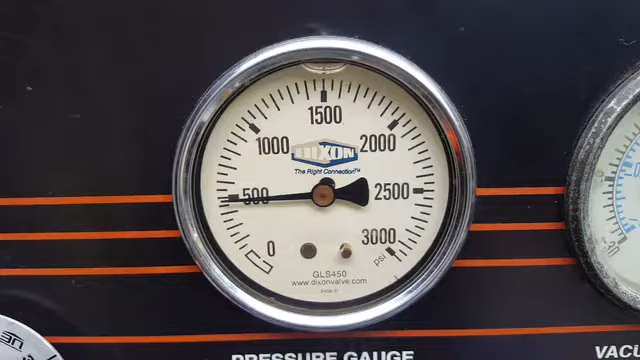 1500
1000
2000
DIXON
The Right Connection™
500
2500
0
3000
psi
GLS450
www.dixonvalve.com
PRESSURE GAUGE
VACU